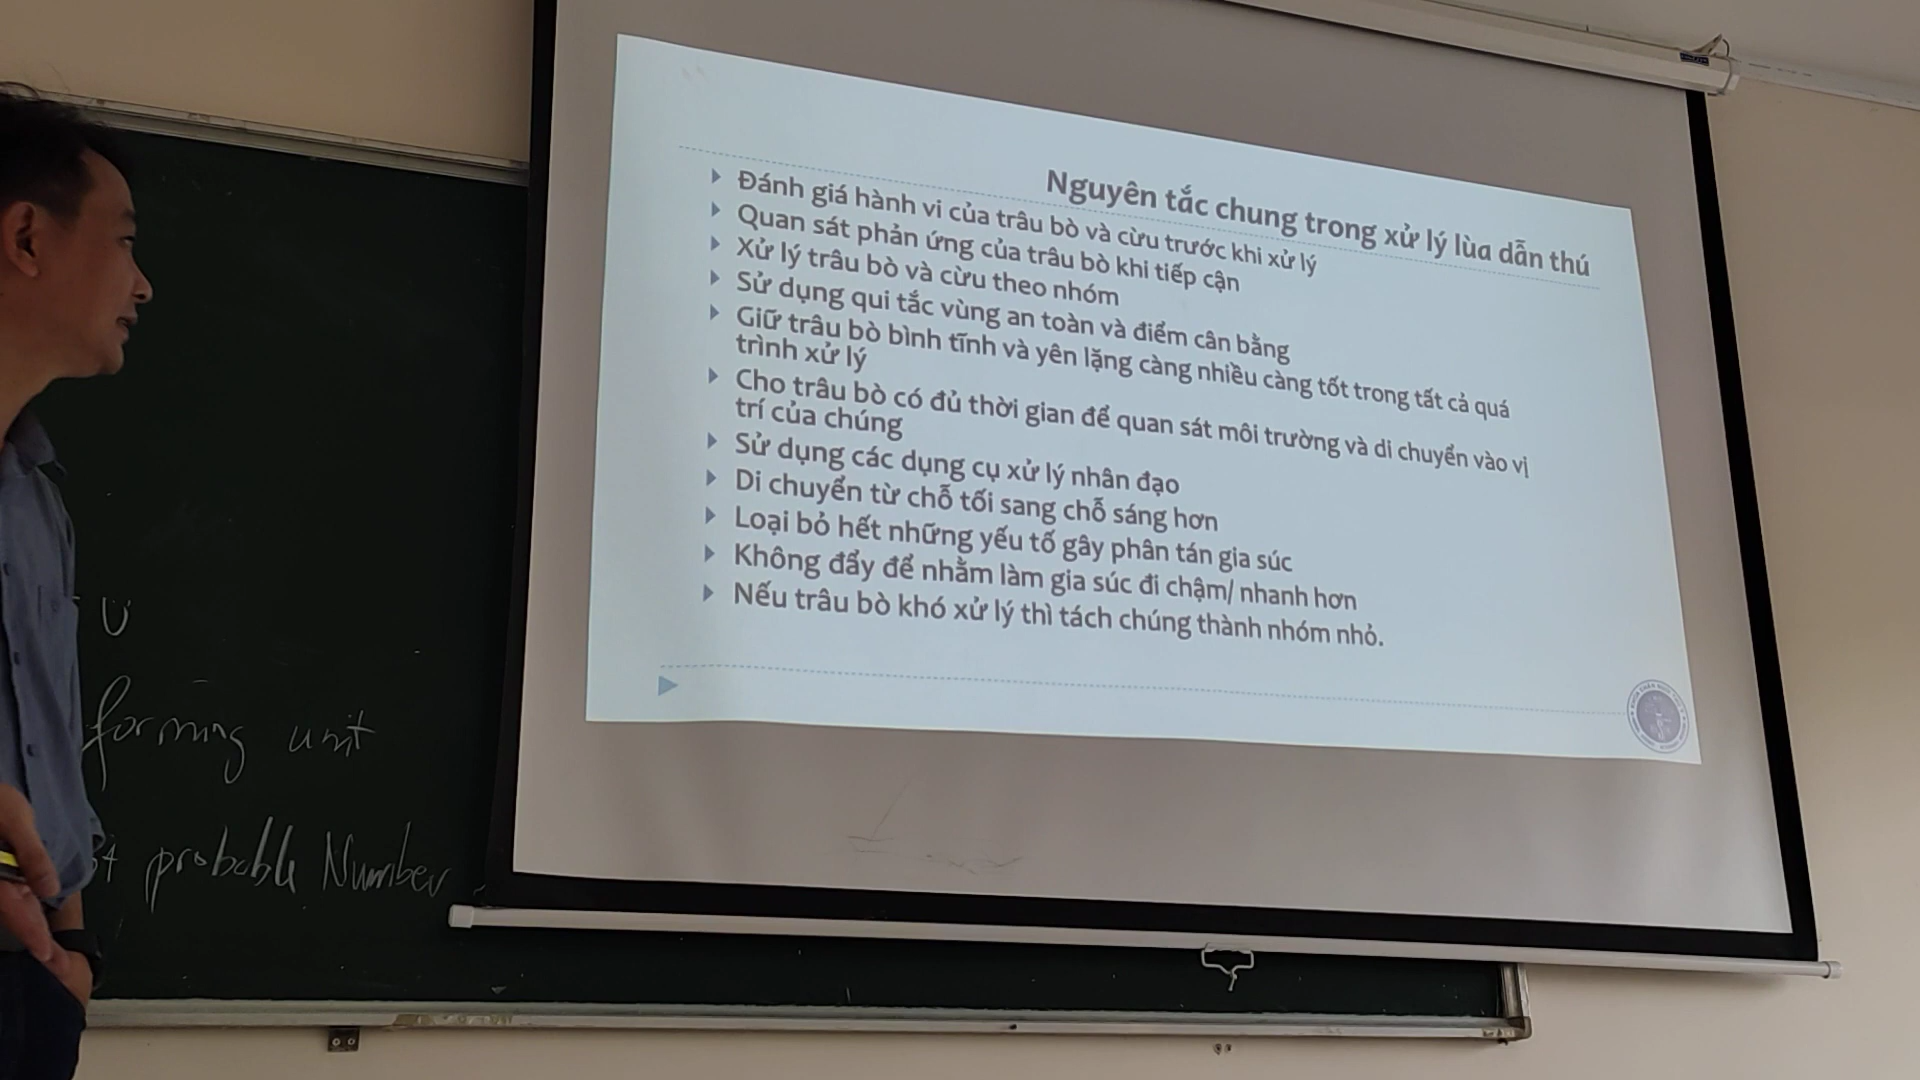 Nguyên tắc chung trong xử lý lùa dẫn thú
Đánh giá hành vi của trâu bò và cừu trước khi xử lý
Quan sát phản ứng của trâu bò khi tiếp cận
Xử lý trâu bò và cừu theo nhóm
Sử dụng qui tắc vùng an toàn và điểm cân bằng
Giữ trâu bò bình tĩnh và yên lặng càng nhiều càng tốt trong tất cả quá
trình xử lý
Cho trâu bò có đủ thời gian để quan sát môi trường và di chuyển vào vị
trí của chúng
Sử dụng các dụng cụ xử lý nhân đạo
Di chuyển từ chỗ tối sang chỗ sáng hơn
Loại bỏ hết những yếu tố gây phân tán gia súc
Không đẩy để nhằm làm gia súc đi chậm/ nhanh hơn
Nếu trâu bò khó xử lý thì tách chúng thành nhóm nhỏ.
U
forming unit
probable Number